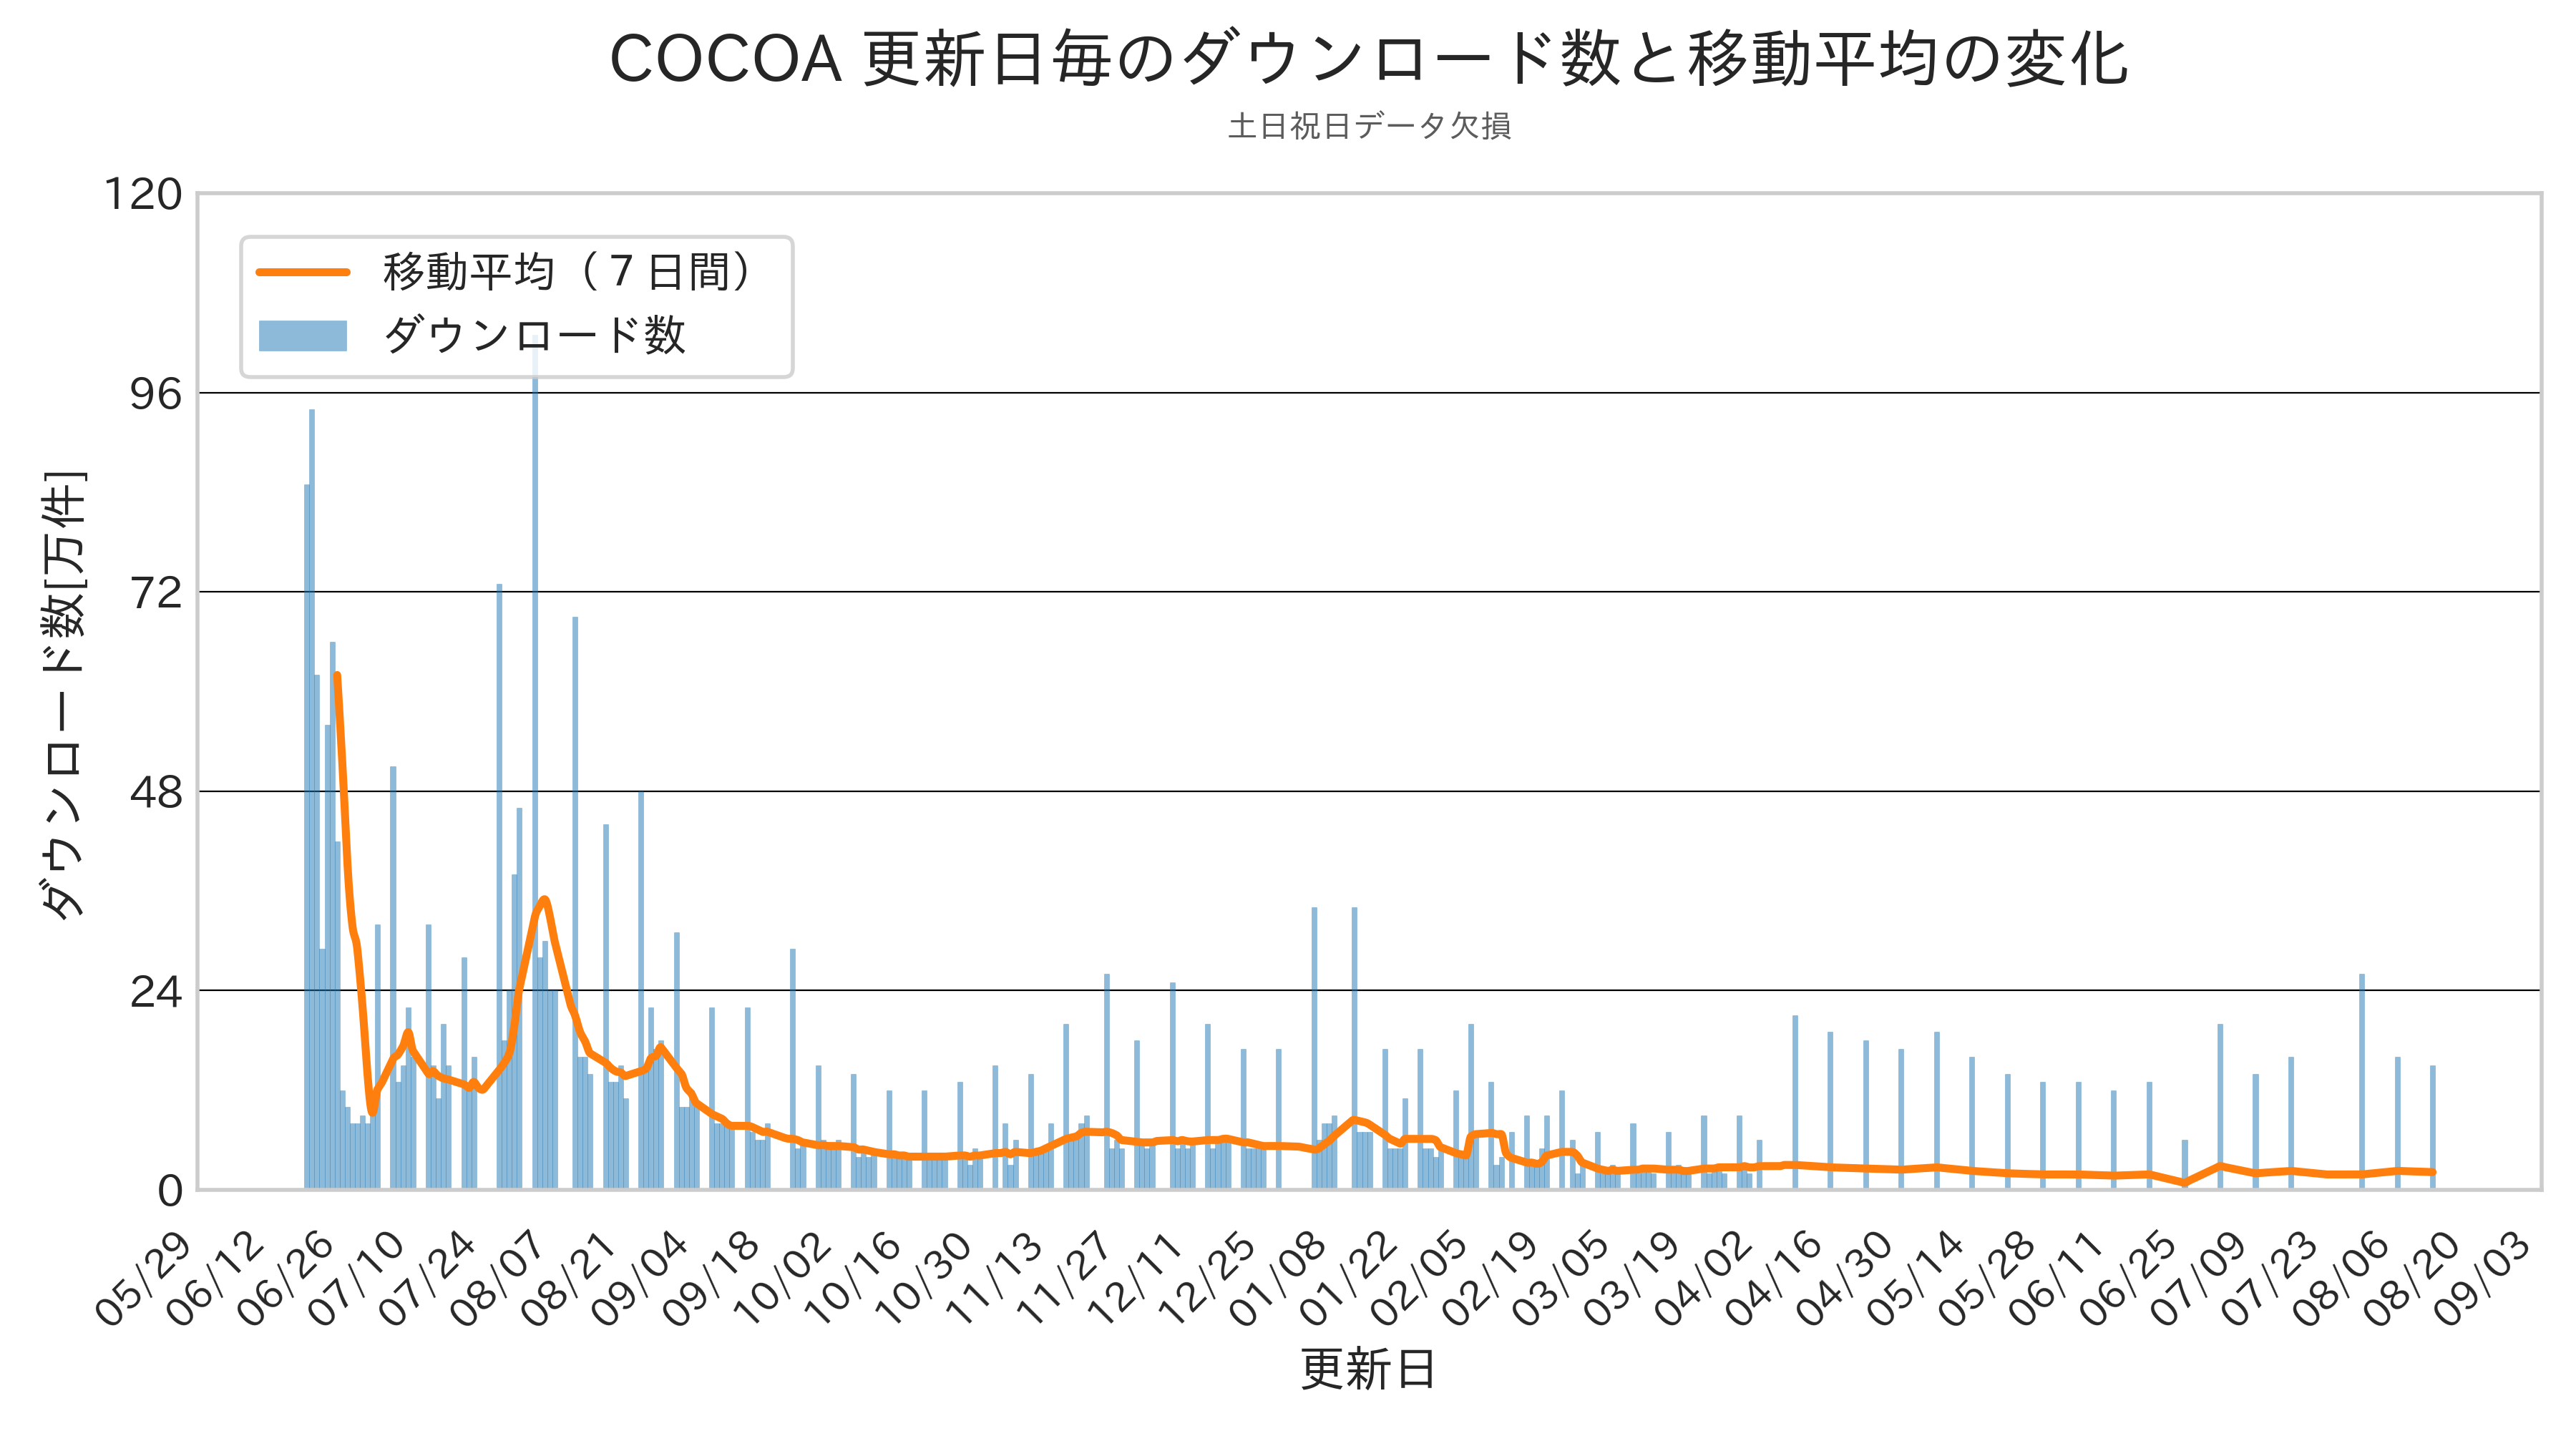 COCOA 更新日毎のダウンロード数と移動平均の変化
土日祝日データ欠損
移動平均（７日間）
ダウンロード数
ダウンロード数[万件]
120
96
72
48
24
0
05/29 06/12 06/26 07/10 07/24 08/07 08/21 09/04 09/18 10/02 10/16 10/30 11/13 11/27 12/11 12/25 01/08 01/22 02/05 02/19 03/05 03/19 04/02 04/16 04/30 05/14 05/28 06/11 06/25 07/09 07/23 08/06 08/20 09/03
更新日